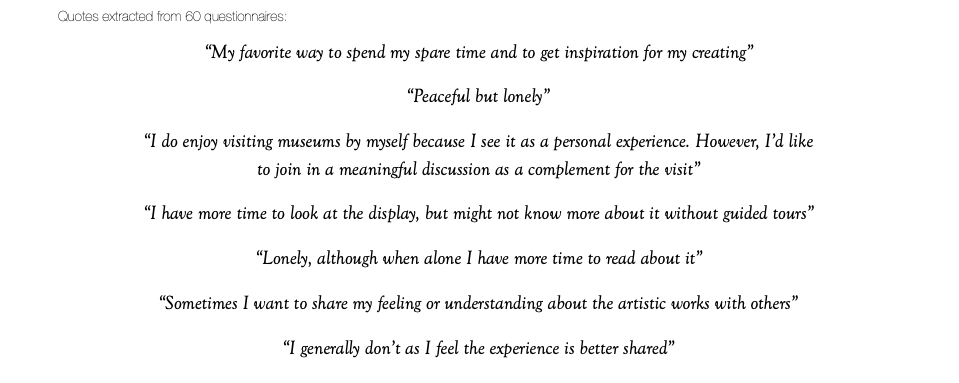 Quotes extracted from 60 questionnaires:
“My favorite way to spend my spare time and to get inspiration for my creating”
“Peaceful but lonely”
“I do enjoy visiting museums by myself because I see it as a personal experience. However, I’d like
to join in a meaningful discussion as a complement for the visit”
“I have more time to look at the display, but might not know more about it without guided tours”
“Lonely, although when alone I have more time to read about it”
“Sometimes I want to share my feeling or understanding about the artistic works with others”
“I generally don’t as I feel the experience is better shared”